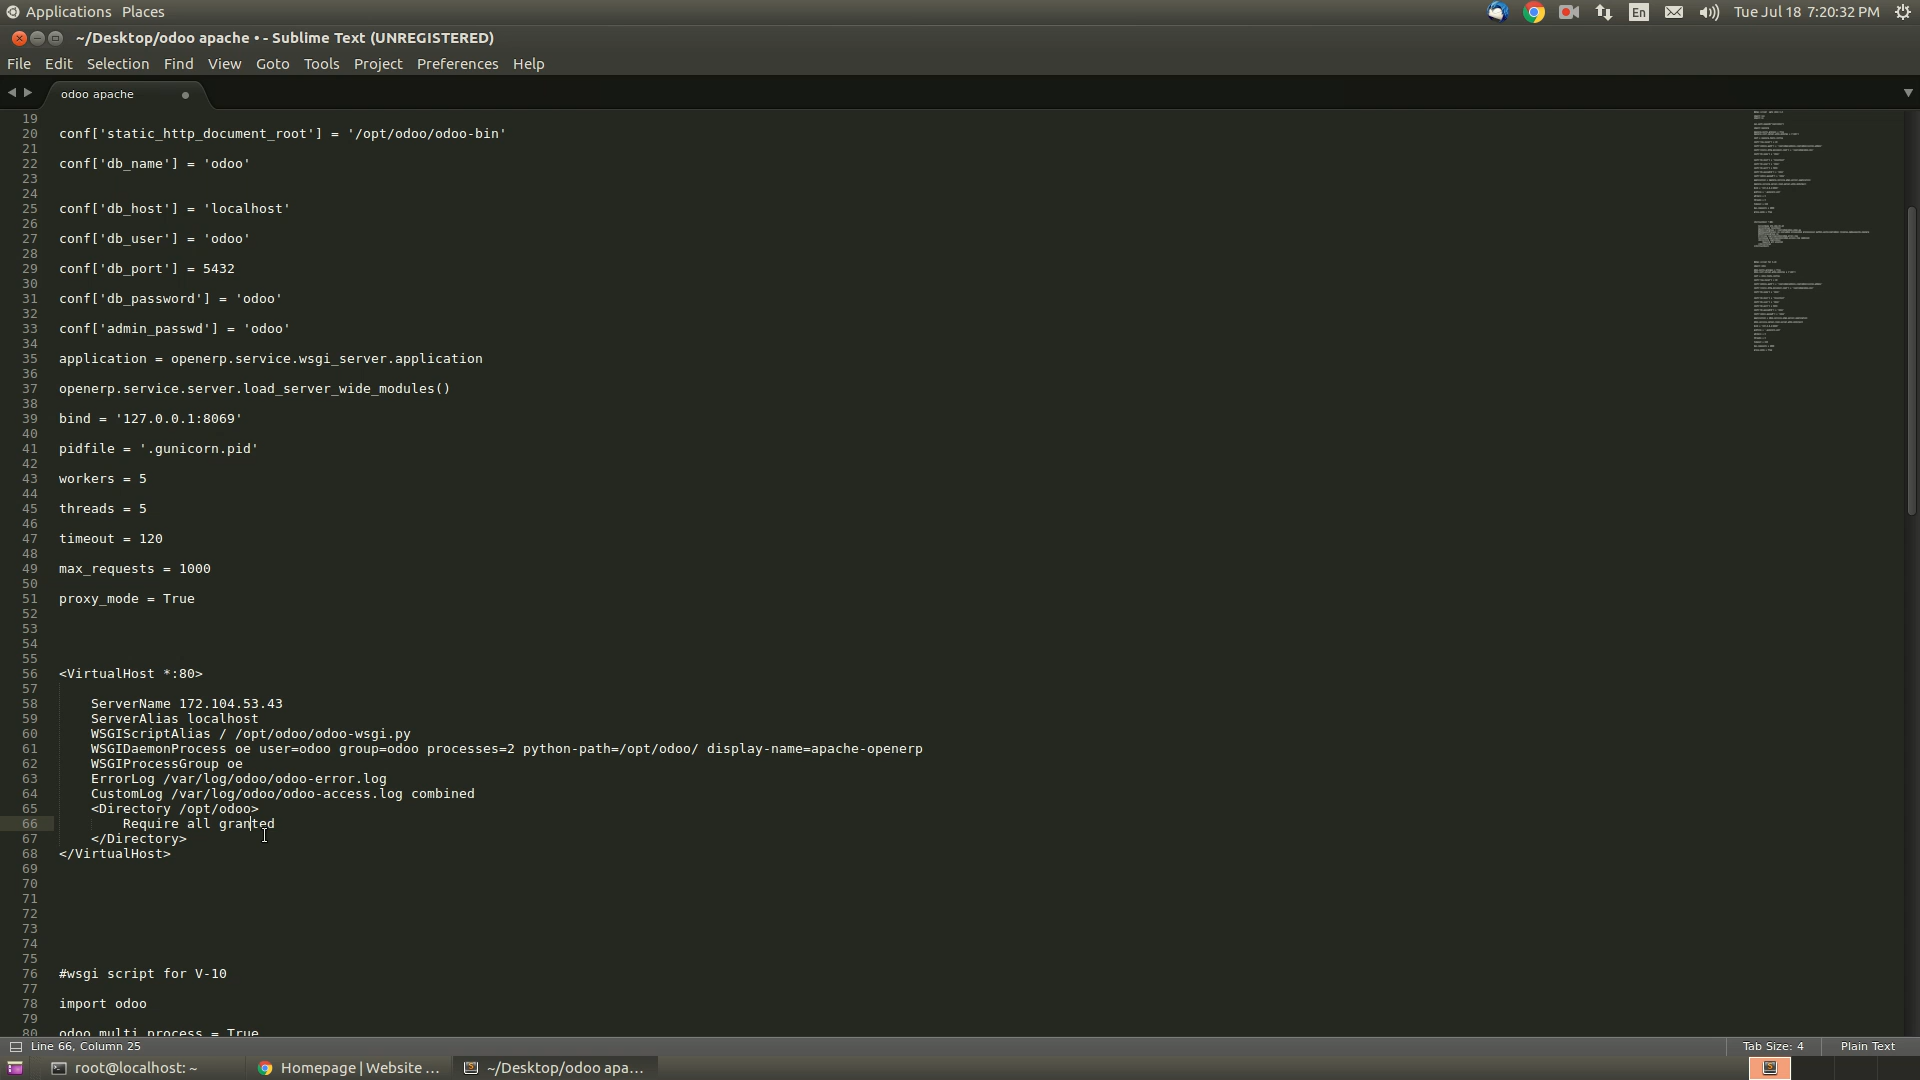 Applications Places
En
Tue Jul 18 7:20:32 PM
~/Desktop/odoo apache • - Sublime Text (UNREGISTERED)
File Edit Selection Find View Goto Tools Project Preferences Help
odoo apache
19
20 conf['static_http_document_root'] = '/opt/odoo/odoo-bin'
21
22 conf['db_name'] = 'odoo'
23
24
25 conf['db_host'] = 'localhost'
26
27 conf['db_user'] = 'odoo'
28
29 conf['db_port'] = 5432
30
31 conf['db_password'] = 'odoo'
32
33 conf['admin_passwd'] = 'odoo'
34
35 application = openerp.service.wsgi_server.application
36
37 openerp.service.server.load_server_wide_modules()
38
39 bind = '127.0.0.1:8069'
40
41 pidfile = '.gunicorn.pid'
42
43 workers = 5
44
45 threads = 5
46
47 timeout = 120
48
49 max_requests = 1000
50
51 proxy_mode = True
52
53
54
55
56 <VirtualHost *:80>
57
58 ServerName 172.104.53.43
59 ServerAlias localhost
60 WSGIScriptAlias / /opt/odoo/odoo-wsgi.py
61 WSGIDaemonProcess oe user=odoo group=odoo processes=2 python-path=/opt/odoo/ display-name=apache-openerp
62 WSGIProcessGroup oe
63 ErrorLog /var/log/odoo/odoo-error.log
64 CustomLog /var/log/odoo/odoo-access.log combined
65 <Directory /opt/odoo>
66 Require all granted
67 </Directory>
68 </VirtualHost>
69
70
71
72
73
74
75
76 #wsgi script for V-10
77
78 import odoo
79
80 odoo.multi_process = True
Line 66, Column 25
Tab Size: 4
Plain Text
root@localhost: ~
Homepage | Website ...
~/Desktop/odoo apa...